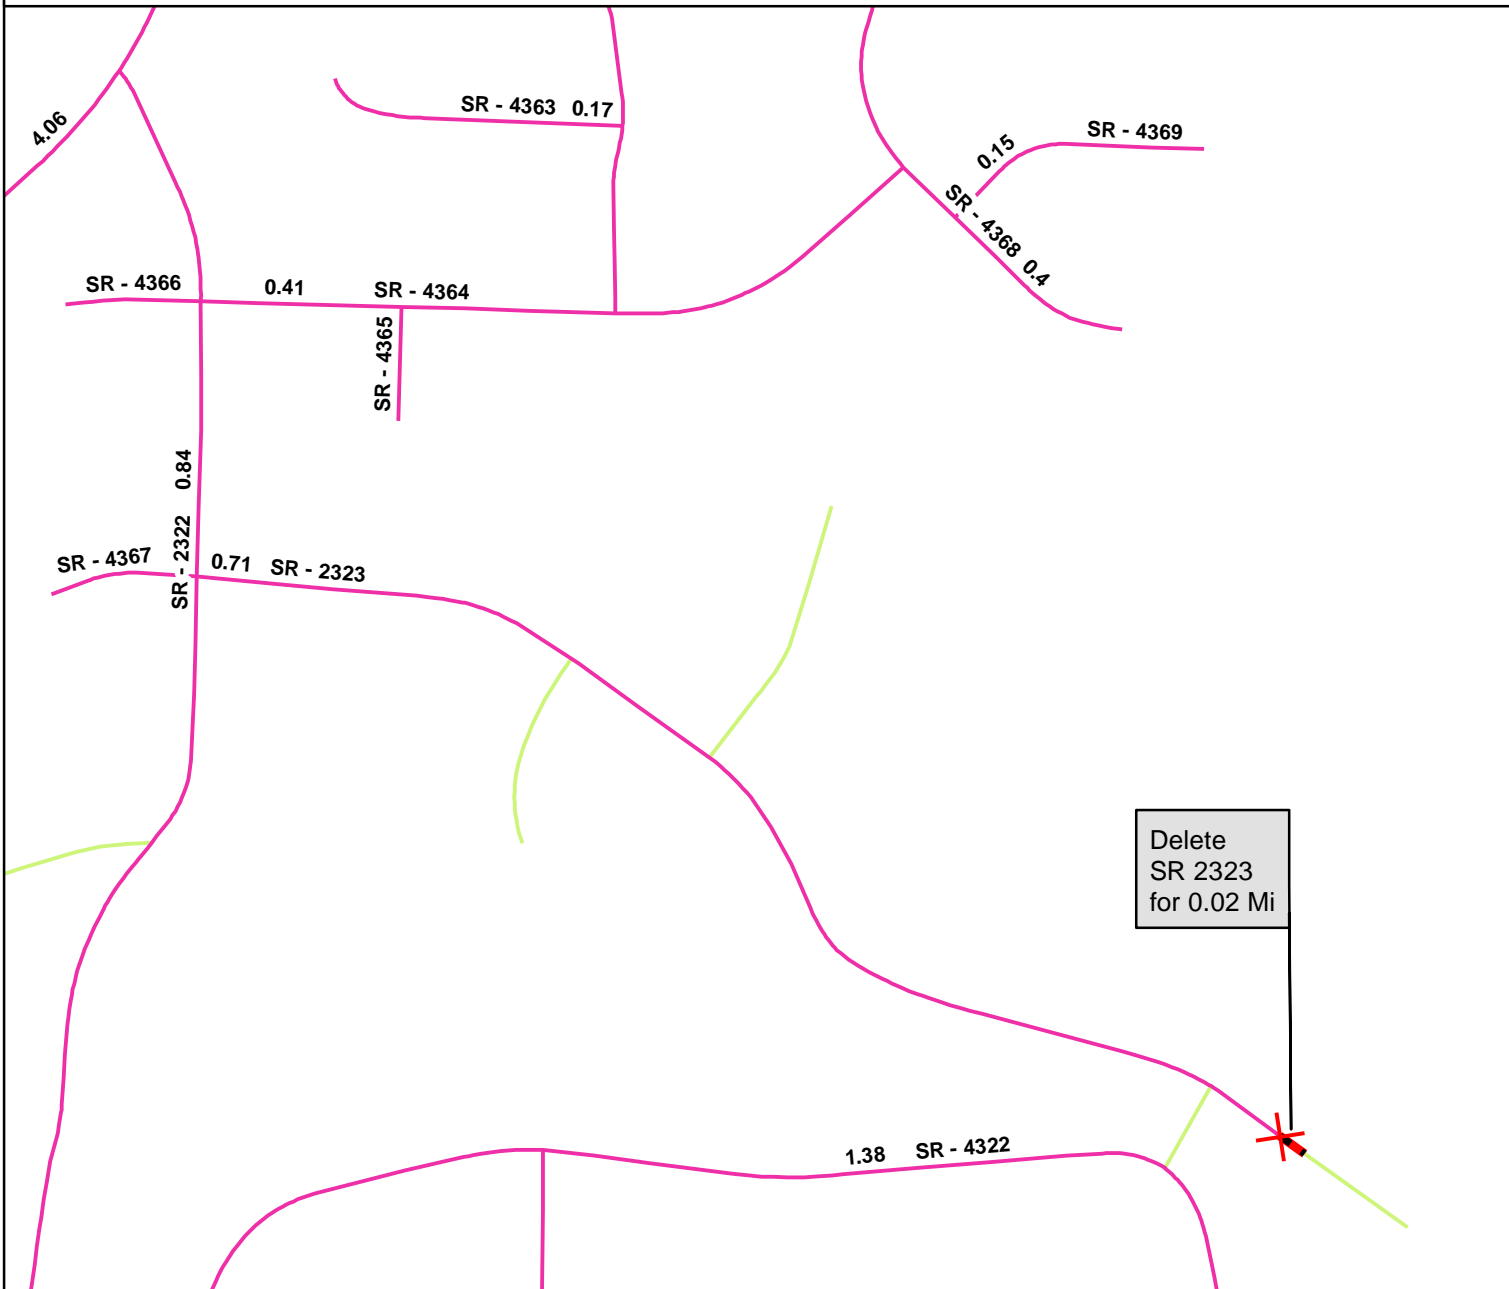 4.06
SR - 4363 0.17
SR - 4369
0.15
SR - 4368 0.4
SR - 4366
0.41
SR - 4364
SR - 4365
SR - 2322 0.84
SR - 4367
0.71 SR - 2323
Delete
SR 2323
for 0.02 Mi
1.38 SR - 4322